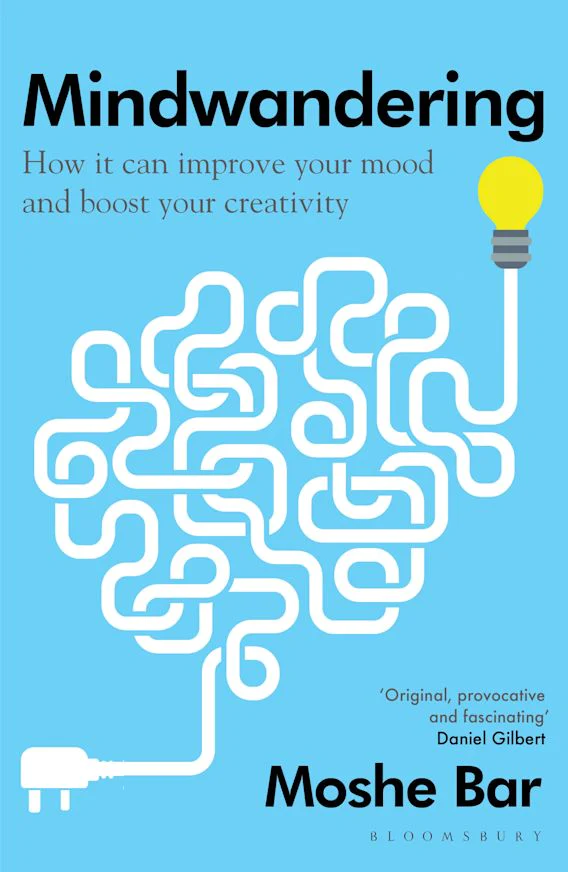 Mindwandering
How it can improve your mood
and boost your creativity
‘Original, provocative
and fascinating’
Daniel Gilbert
Moshe Bar
BLOOMSBURY